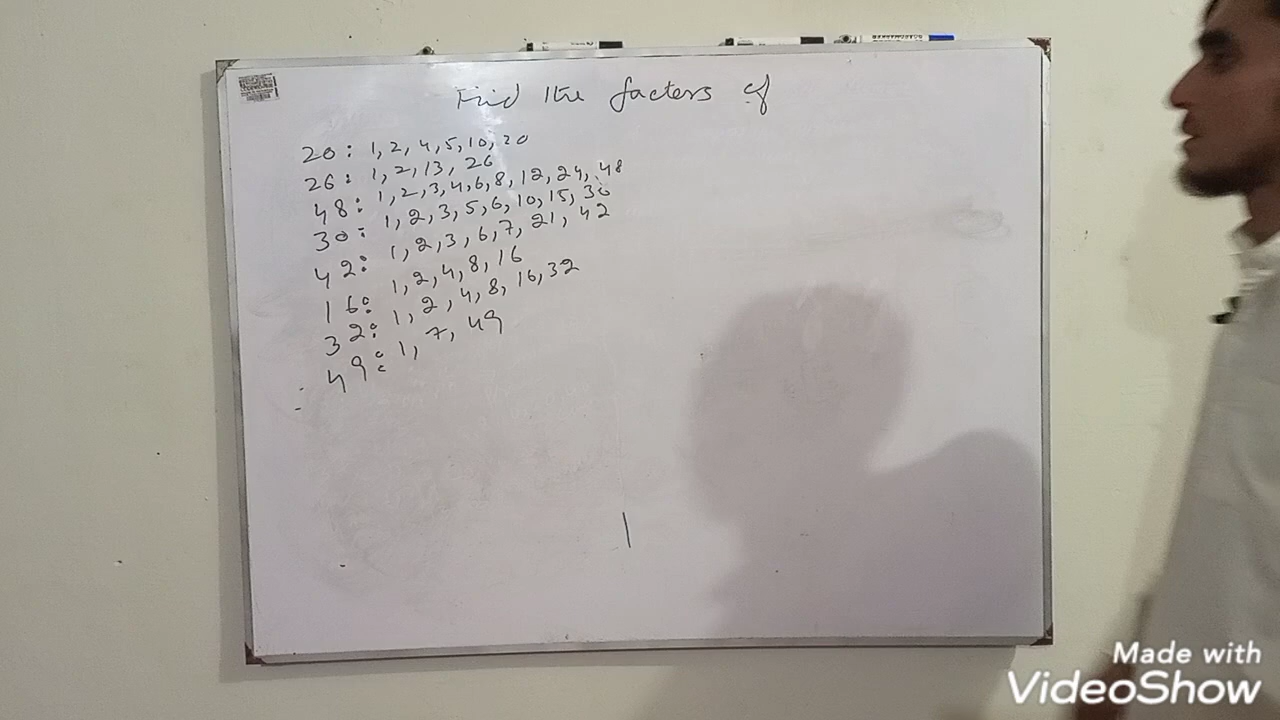 Find the factors of
20: 1, 2, 4, 5, 10, 20
26: 1, 2, 13, 26
48: 1, 2, 3, 4, 6, 8, 12, 24, 48
30: 1, 2, 3, 5, 6, 10, 15, 30
42: 1, 2, 3, 6, 7, 21, 42
16: 1, 2, 4, 8, 16
32: 1, 2, 4, 8, 16, 32
49: 1, 7, 49
Made with
VideoShow